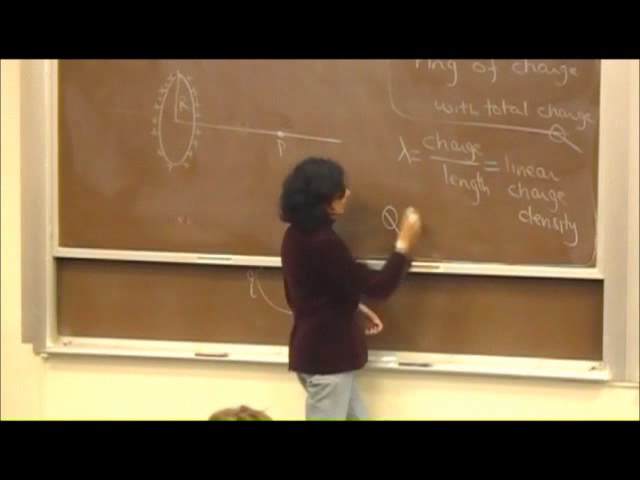 ring of charge
with total charge
Q
λ = charge / length = linear charge density
R
P
Q
q